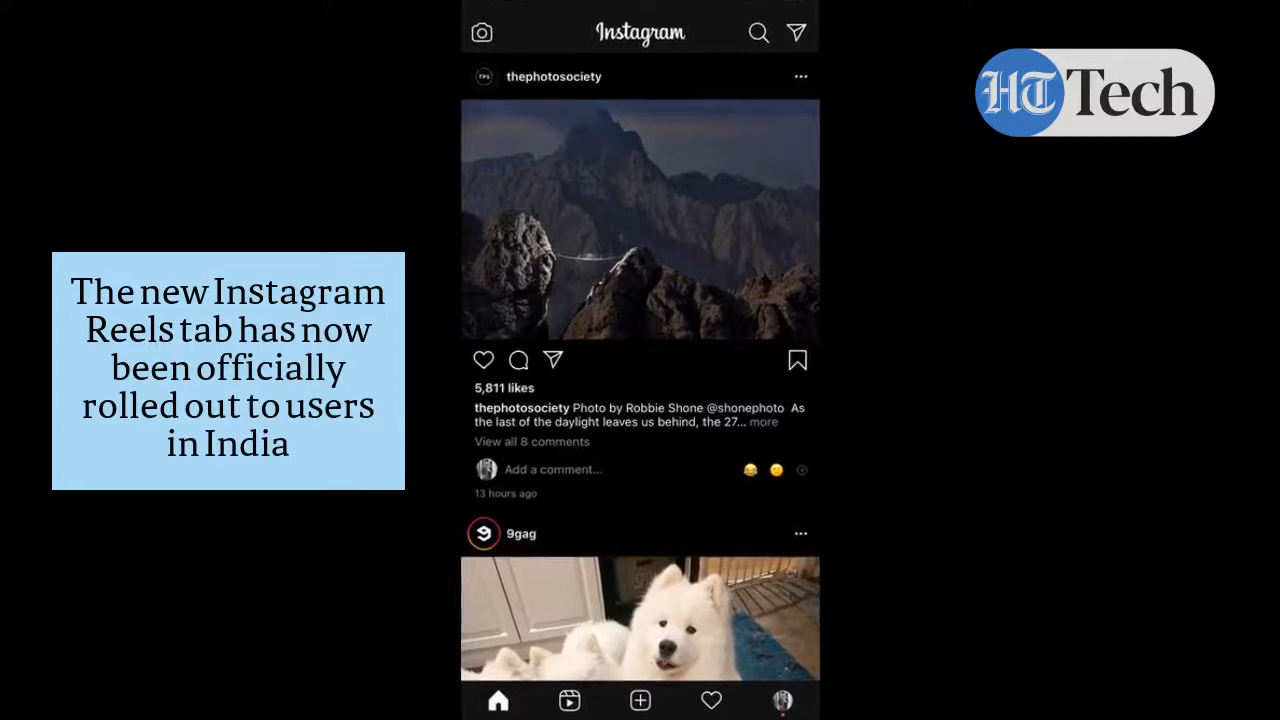 Instagram
HT Tech
TPS
thephotosociety
The new Instagram
Reels tab has now
been officially
rolled out to users
in India
5,811 likes
thephotosociety Photo by Robbie Shone @shonephoto As
the last of the daylight leaves us behind, the 27... more
View all 8 comments
Add a comment...
13 hours ago
9gag